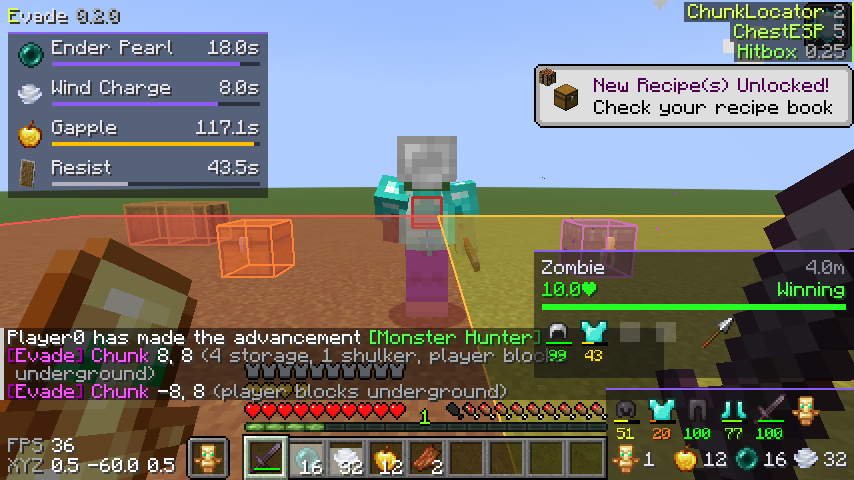 Evade 0.2.0
Ender Pearl 18.0s
Wind Charge 8.0s
Gapple 117.1s
Resist 43.5s
ChunkLocator 2
ChestESP 5
Hitbox 0.25
New Recipe(s) Unlocked!
Check your recipe book
Zombie 4.0m
10.0♥ Winning
99 43
Player0 has made the advancement [Monster Hunter]
[Evade] Chunk 8, 8 (4 storage, 1 shulker, player blocks
underground)
[Evade] Chunk -8, 8 (player blocks underground)
1
FPS 36
XYZ 0.5 -60.0 0.5
16 32 12 2
51 20 100 77 100
1 12 16 32